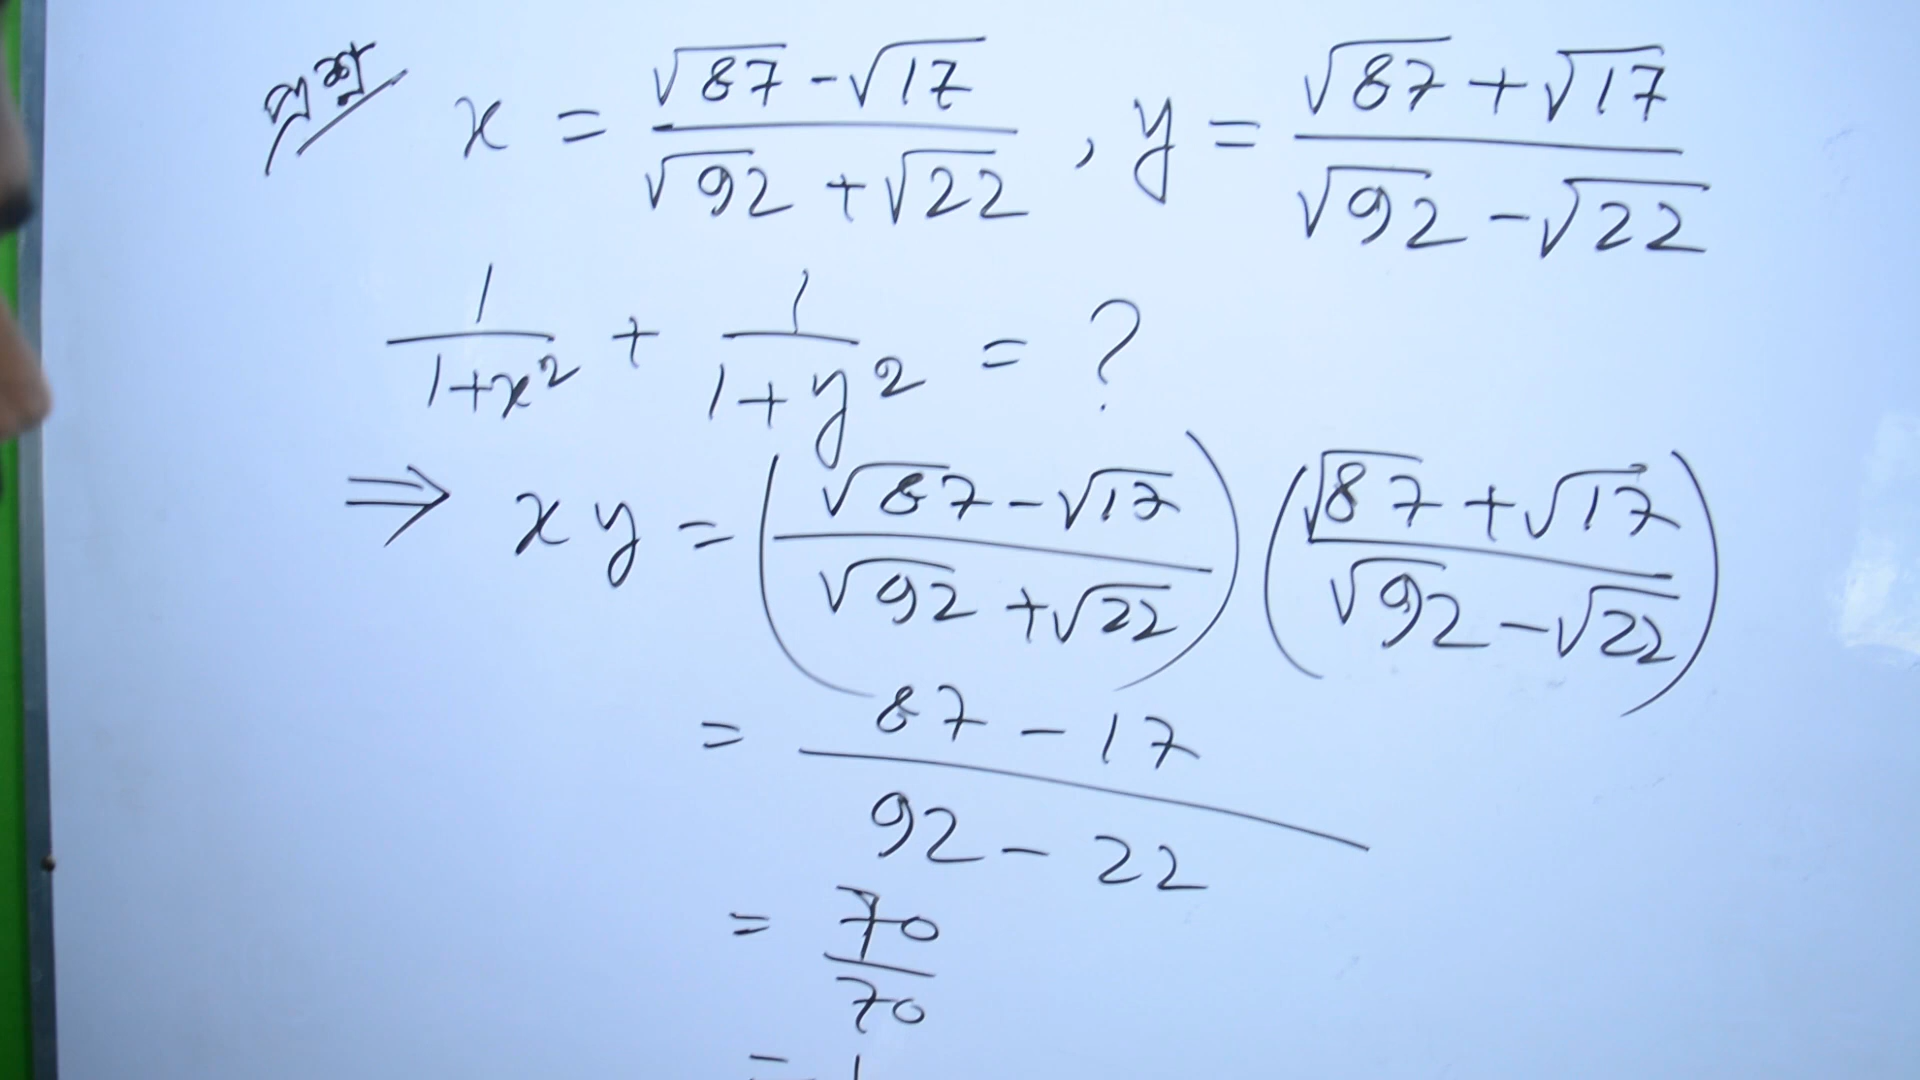 প্রশ্ন x = (√87 - √17)/(√92 + √22) , y = (√87 + √17)/(√92 - √22)
1/(1+x²) + 1/(1+y²) = ?
⇒ xy = ((√87 - √17)/(√92 + √22)) ((√87 + √17)/(√92 - √22))
= (87 - 17)/(92 - 22)
= 70/70
= 1